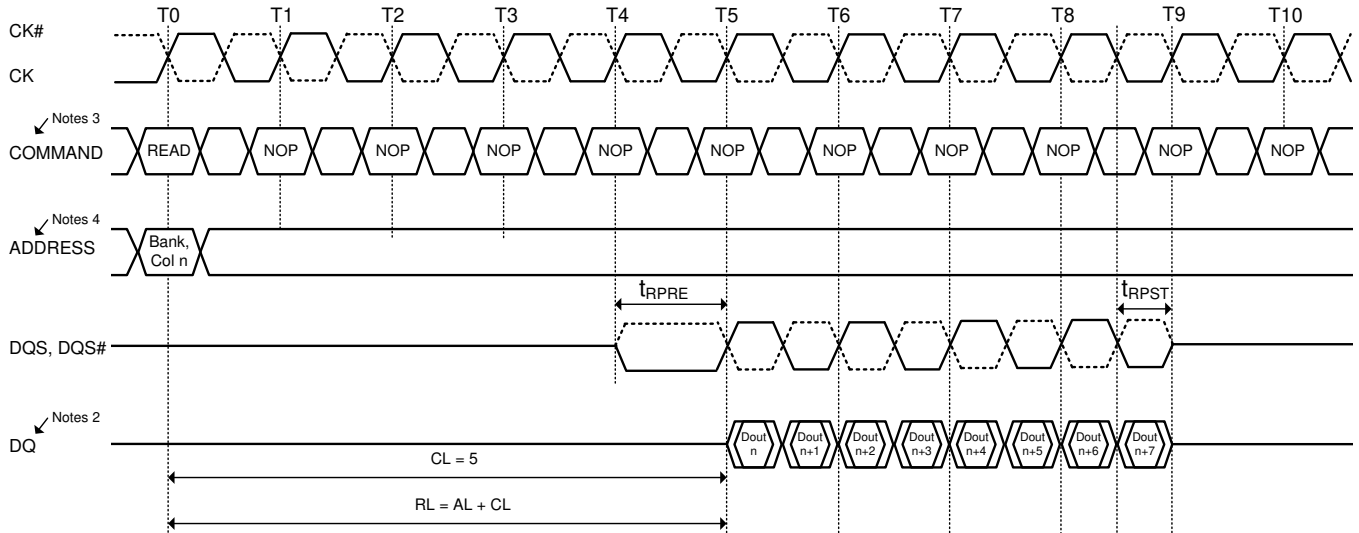 T0 T1 T2 T3 T4 T5 T6 T7 T8 T9 T10
CK#
CK
Notes 3
COMMAND READ NOP NOP NOP NOP NOP NOP NOP NOP NOP NOP
Notes 4
ADDRESS
Bank,
Col n
tRPRE tRPST
DQS, DQS#
Notes 2
DQ
Dout n
Dout n+1
Dout n+2
Dout n+3
Dout n+4
Dout n+5
Dout n+6
Dout n+7
CL = 5
RL = AL + CL